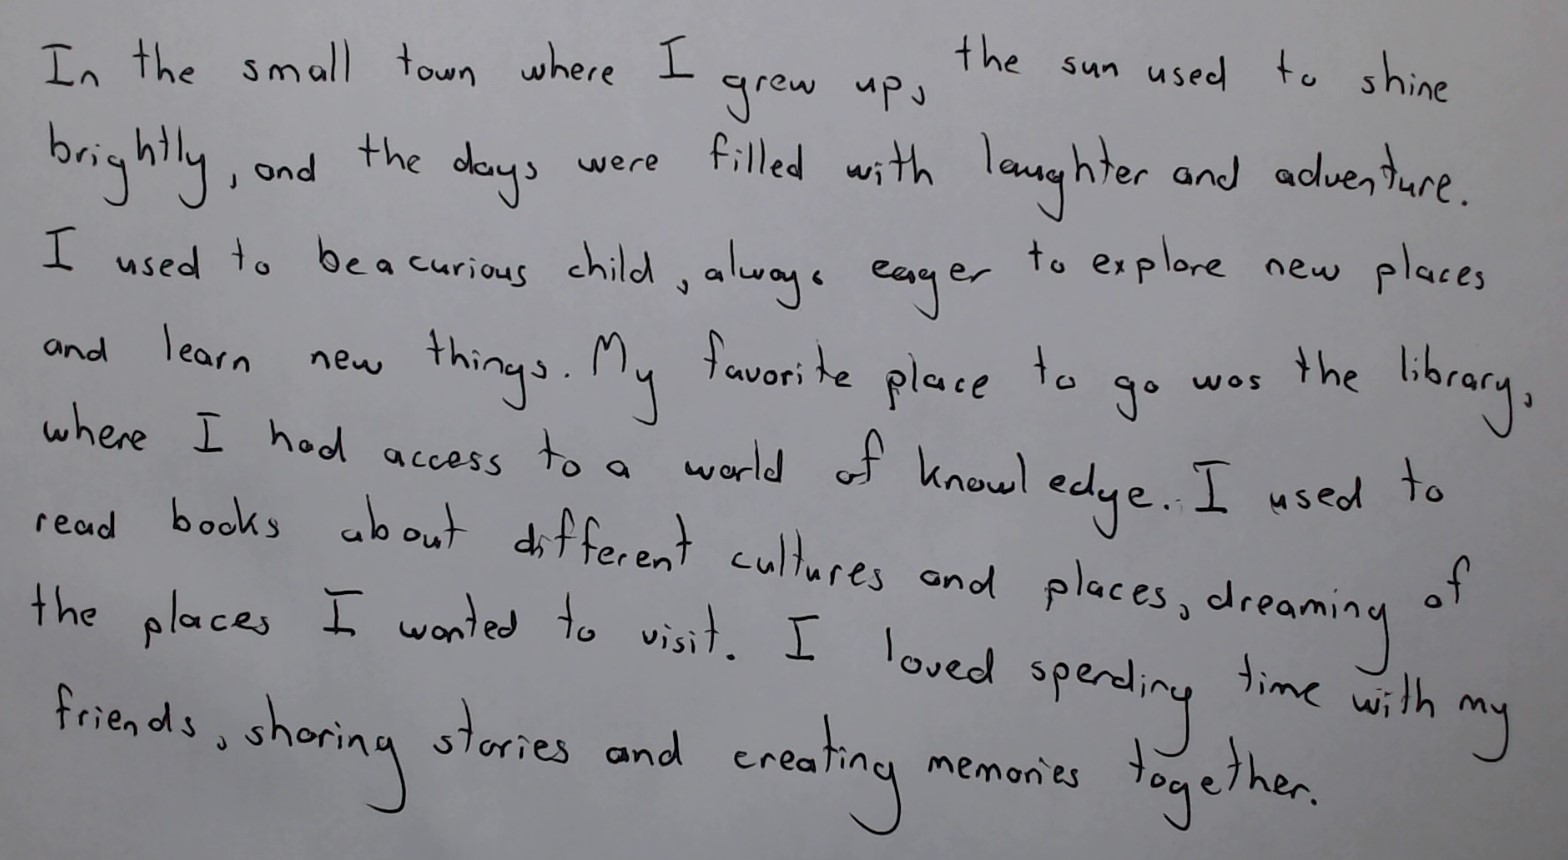 In the small town where I grew up, the sun used to shine
brightly, and the days were filled with laughter and adventure.
I used to be a curious child, always eager to explore new places
and learn new things. My favorite place to go was the library,
where I had access to a world of knowledge. I used to
read books about different cultures and places, dreaming of
the places I wanted to visit. I loved spending time with my
friends, sharing stories and creating memories together.